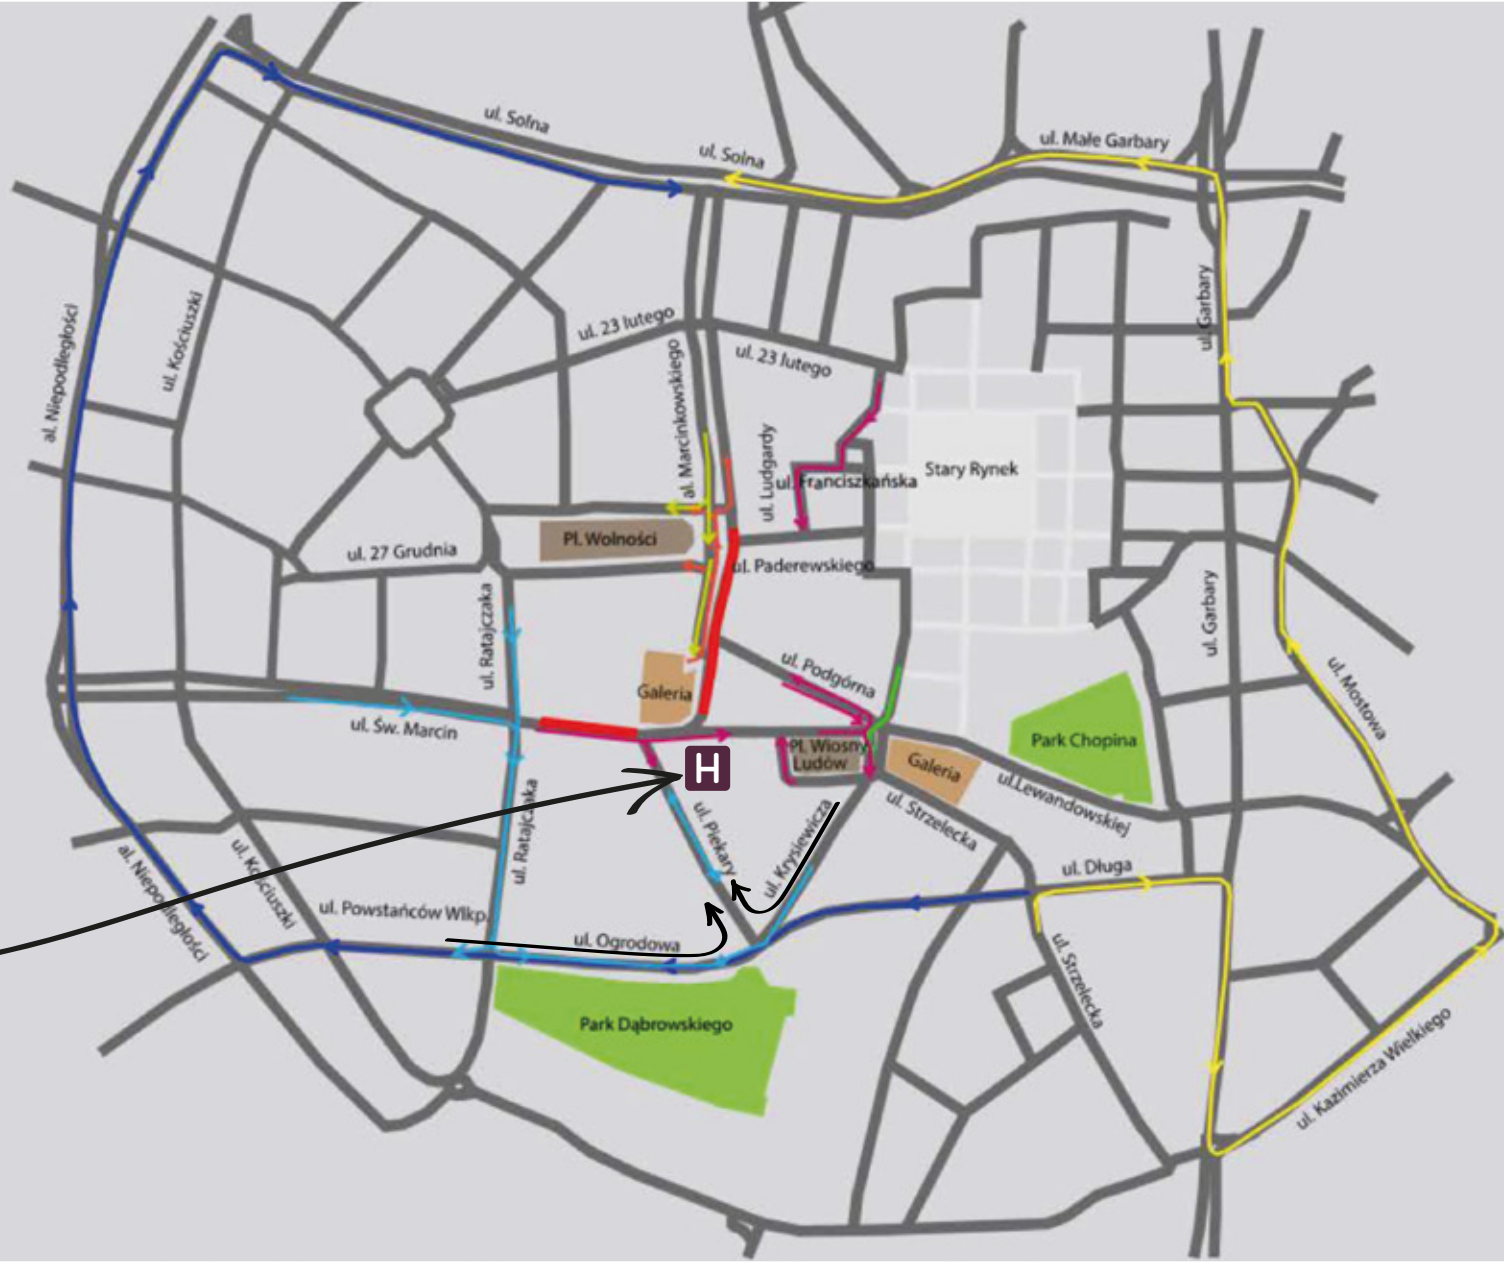 ul. Solna
ul. Solna
ul. Małe Garbary
al. Niepodległości
ul. Kościuszki
ul. 23 lutego
ul. 23 lutego
ul. Garbary
al. Marcinkowskiego
ul. Ludgardy
ul. Franciszkańska
Stary Rynek
Pl. Wolności
ul. 27 Grudnia
ul. Paderewskiego
ul. Ratajczaka
ul. Garbary
ul. Podgórna
Galeria
ul. Mostowa
ul. Św. Marcin
Pl. Wiosny
Ludów
Galeria
Park Chopina
H
ul.Lewandowskiej
ul. Strzelecka
ul. Ratajczaka
ul. Piekary
ul. Krysiewicza
al. Niepodległości
ul. Kościuszki
ul. Długa
ul. Powstańców Wlkp.
ul. Ogrodowa
ul. Strzelecka
Park Dąbrowskiego
ul. Kazimierza Wielkiego